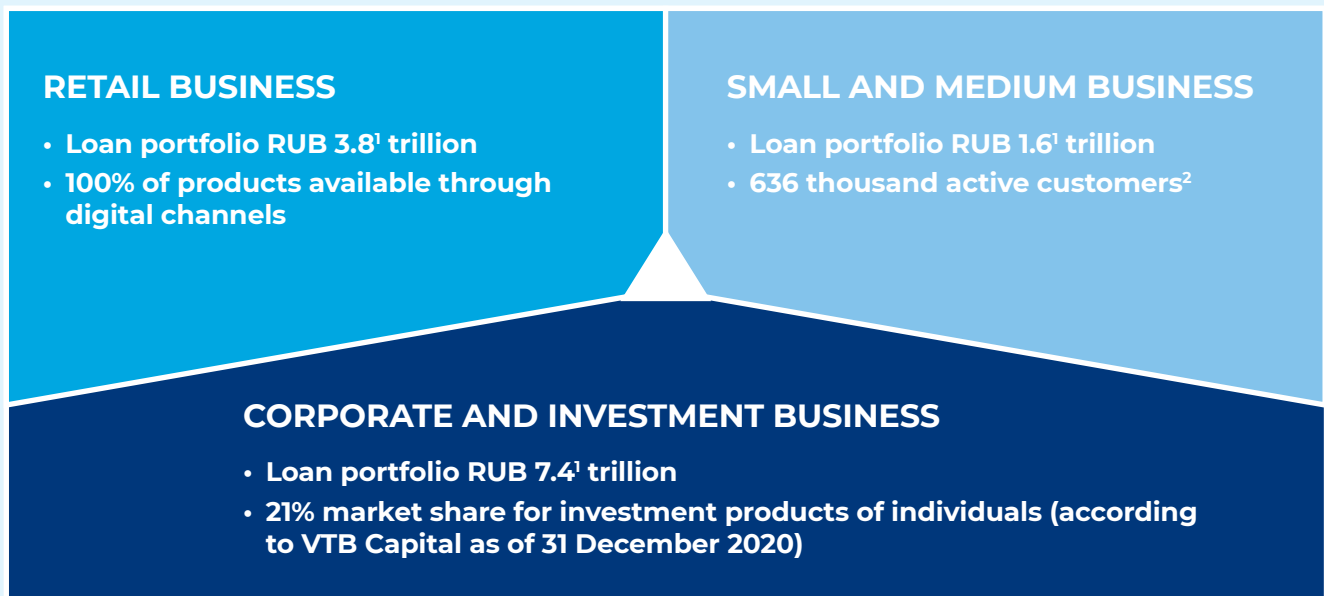 RETAIL BUSINESS
• Loan portfolio RUB 3.8¹ trillion
• 100% of products available through
digital channels
SMALL AND MEDIUM BUSINESS
• Loan portfolio RUB 1.6¹ trillion
• 636 thousand active customers²
CORPORATE AND INVESTMENT BUSINESS
• Loan portfolio RUB 7.4¹ trillion
• 21% market share for investment products of individuals (according
to VTB Capital as of 31 December 2020)